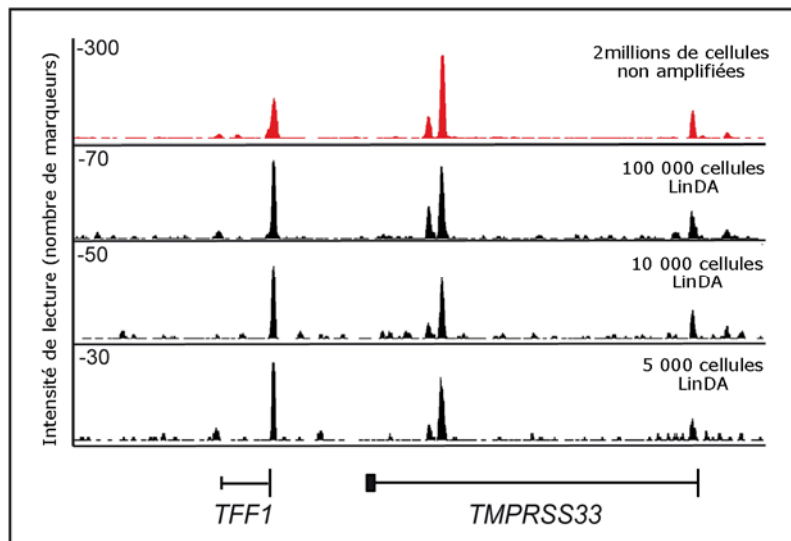 Intensité de lecture (nombre de marqueurs)
-300
2millions de cellules
non amplifiées
-70
100 000 cellules
LinDA
-50
10 000 cellules
LinDA
-30
5 000 cellules
LinDA
TFF1
TMPRSS33